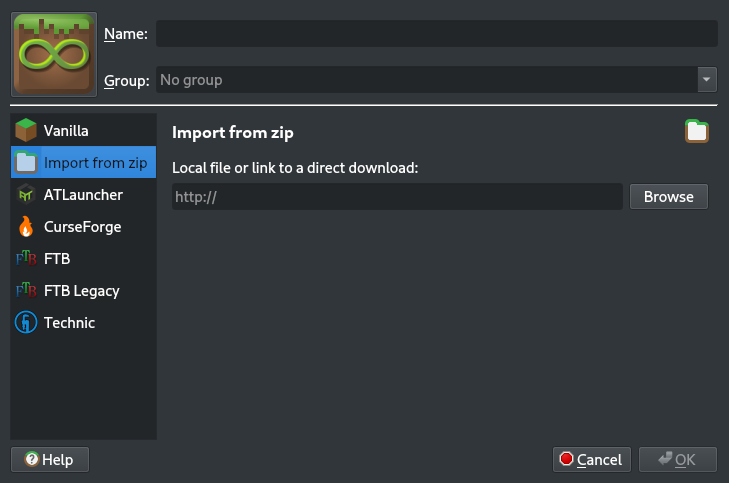 Name:
Group: No group
Vanilla
Import from zip
ATLauncher
CurseForge
FTB
FTB Legacy
Technic
Import from zip
Local file or link to a direct download:
http:// Browse
Help Cancel OK